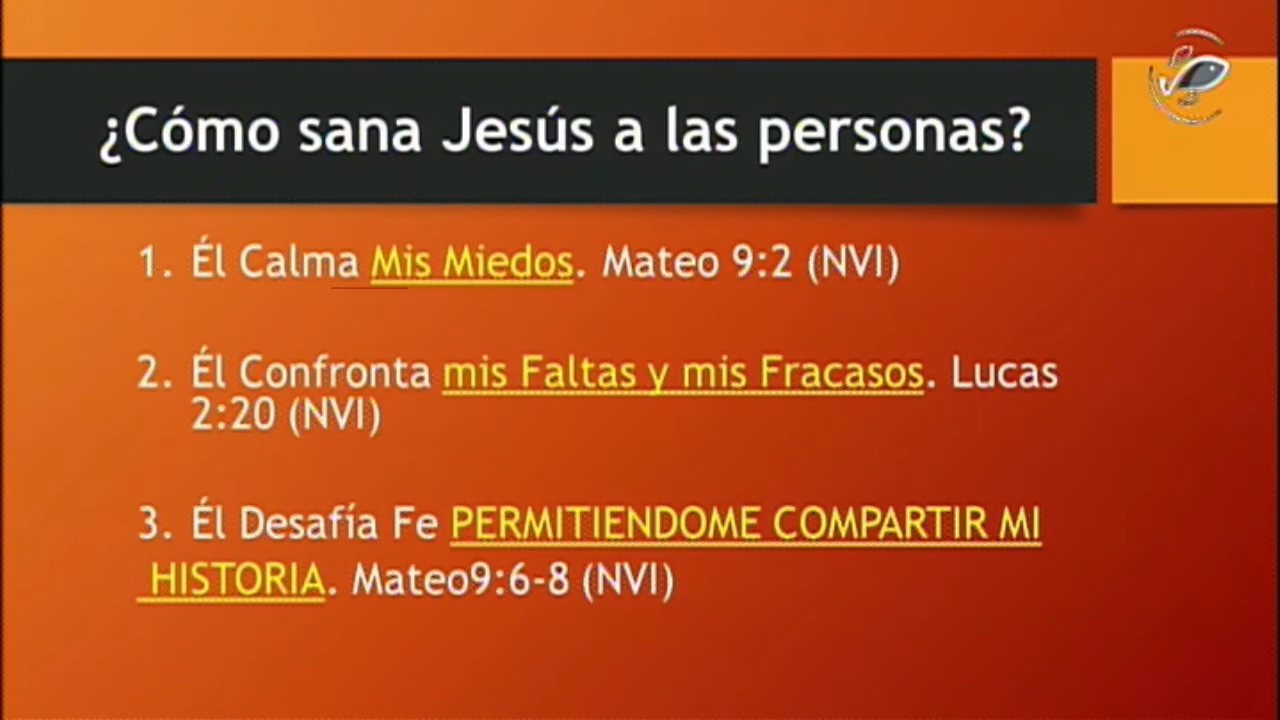 ¿Cómo sana Jesús a las personas?
1. Él Calma Mis Miedos. Mateo 9:2 (NVI)
2. Él Confronta mis Faltas y mis Fracasos. Lucas
2:20 (NVI)
3. Él Desafía Fe PERMITIENDOME COMPARTIR MI
HISTORIA. Mateo9:6-8 (NVI)